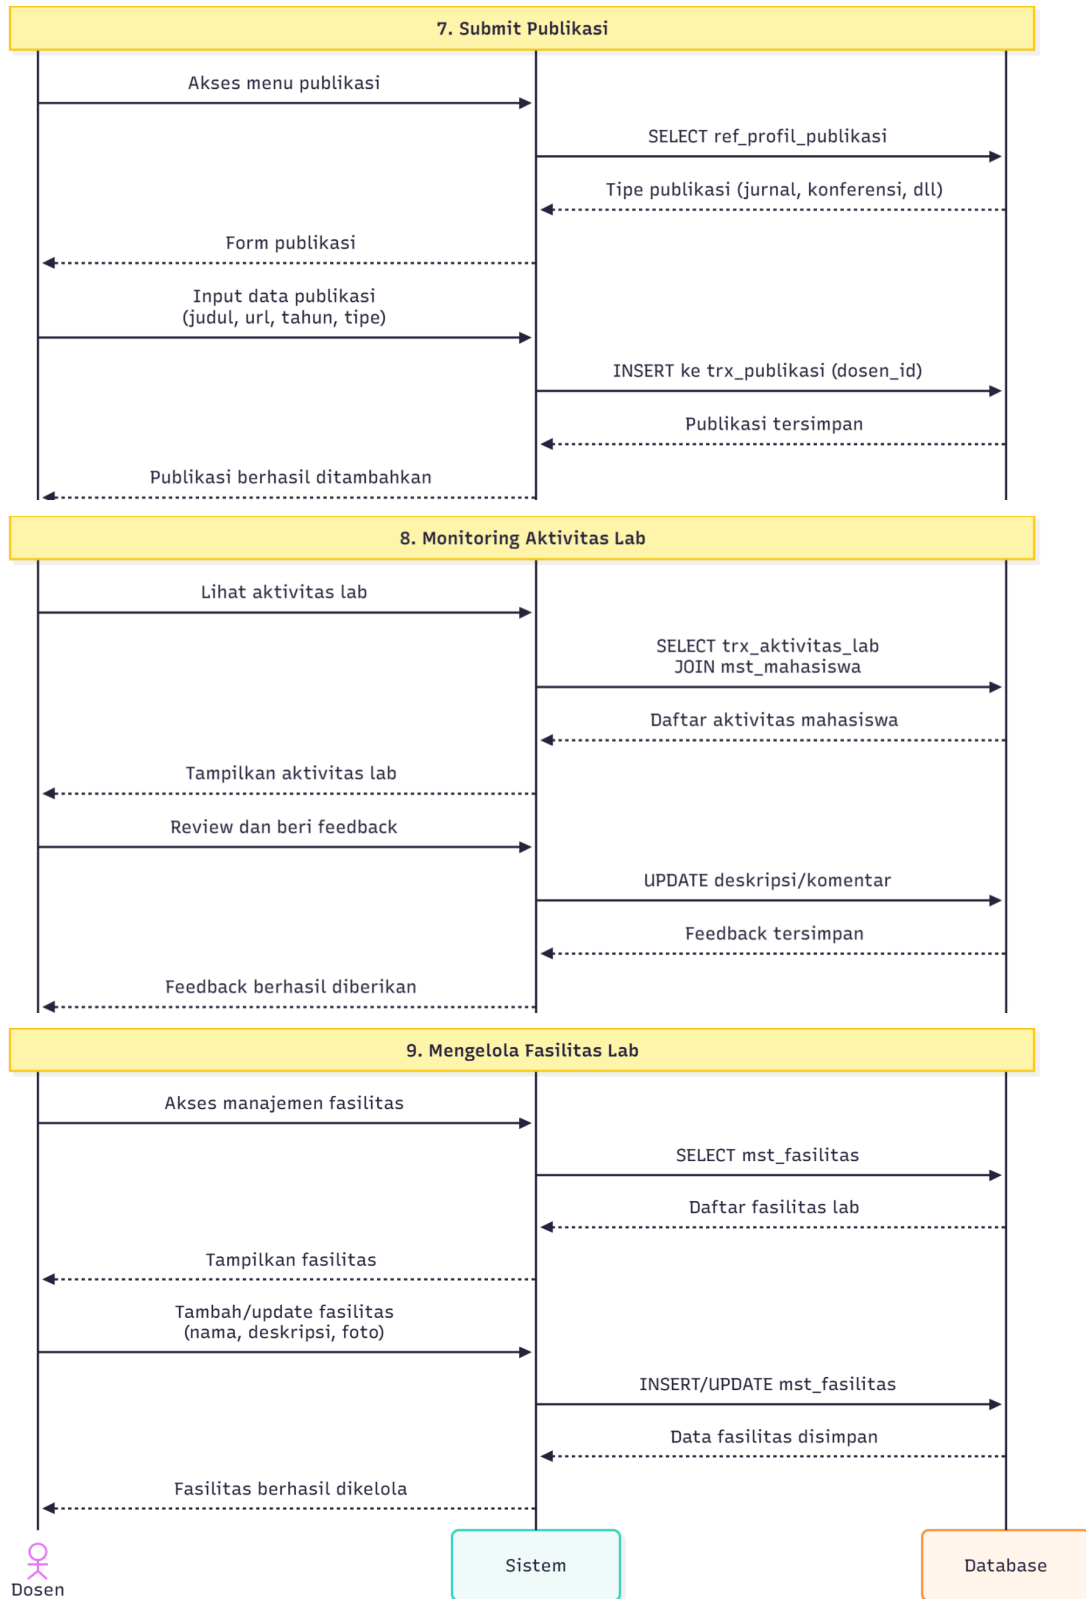 7. Submit Publikasi
Akses menu publikasi
SELECT ref_profil_publikasi
Tipe publikasi (jurnal, konferensi, dll)
Form publikasi
Input data publikasi
(judul, url, tahun, tipe)
INSERT ke trx_publikasi (dosen_id)
Publikasi tersimpan
Publikasi berhasil ditambahkan
8. Monitoring Aktivitas Lab
Lihat aktivitas lab
SELECT trx_aktivitas_lab
JOIN mst_mahasiswa
Daftar aktivitas mahasiswa
Tampilkan aktivitas lab
Review dan beri feedback
UPDATE deskripsi/komentar
Feedback tersimpan
Feedback berhasil diberikan
9. Mengelola Fasilitas Lab
Akses manajemen fasilitas
SELECT mst_fasilitas
Daftar fasilitas lab
Tampilkan fasilitas
Tambah/update fasilitas
(nama, deskripsi, foto)
INSERT/UPDATE mst_fasilitas
Data fasilitas disimpan
Fasilitas berhasil dikelola
Dosen
Sistem
Database